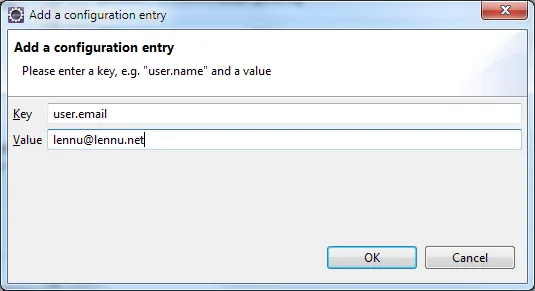 Add a configuration entry
Add a configuration entry
Please enter a key, e.g. "user.name" and a value
Key user.email
Value lennu@lennu.net
OK Cancel